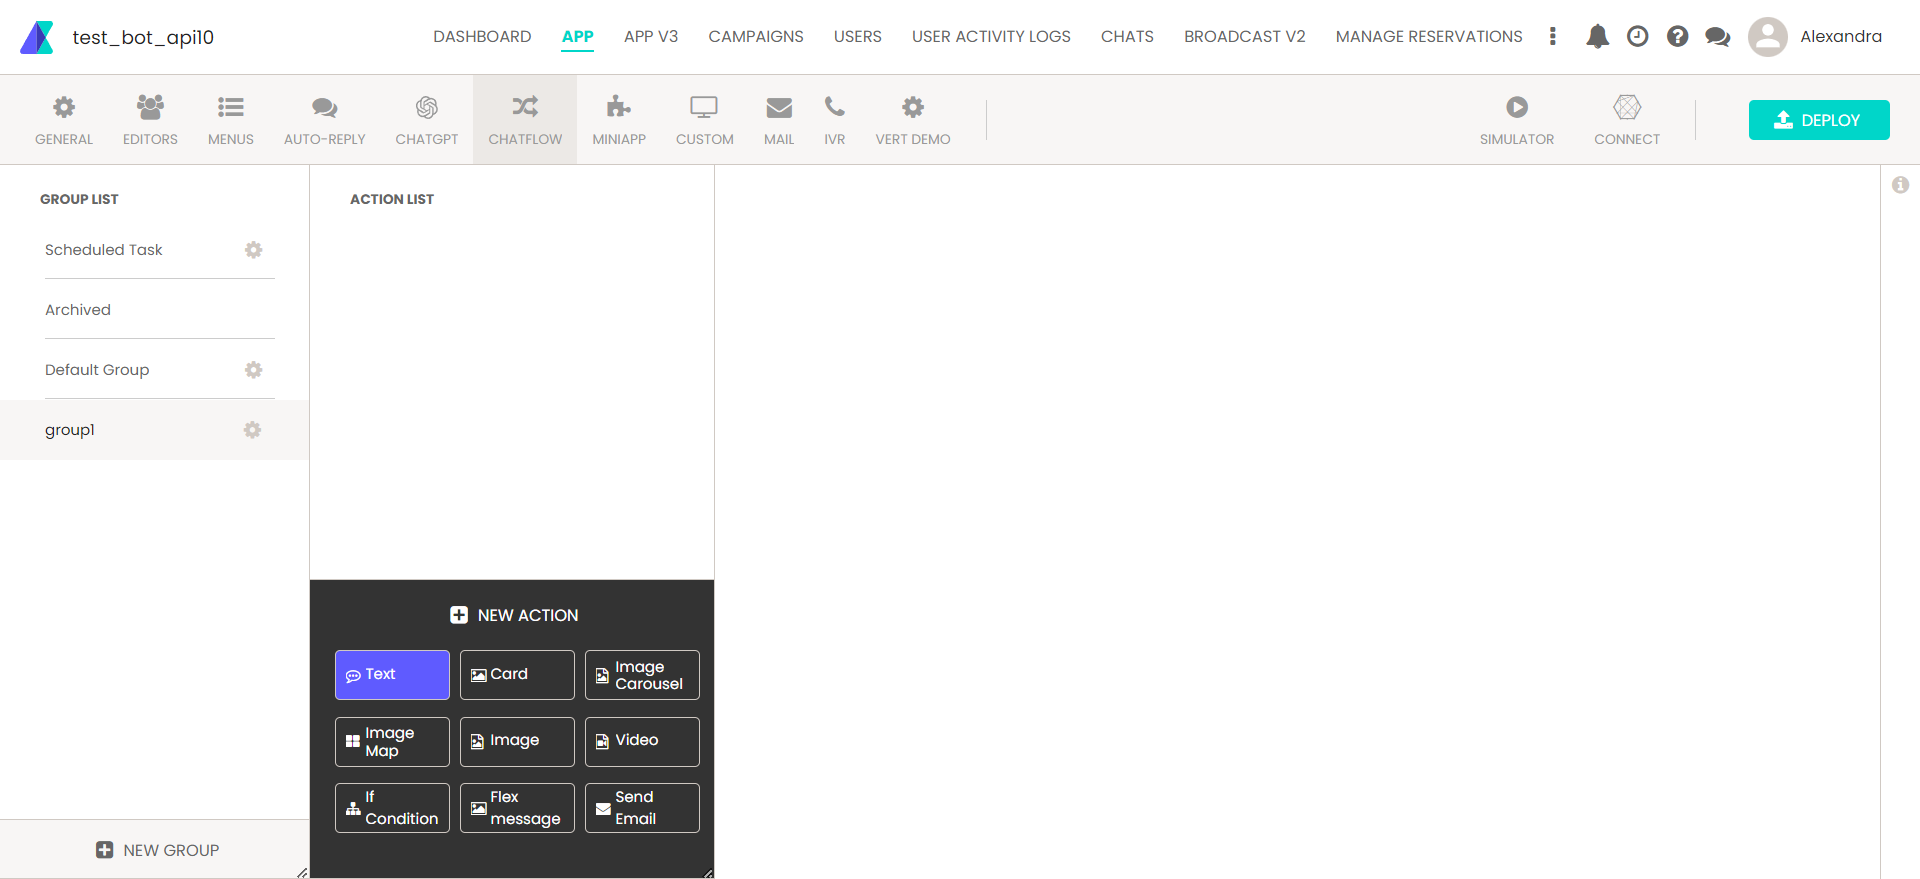 test_bot_api10
DASHBOARD APP APP V3 CAMPAIGNS USERS USER ACTIVITY LOGS CHATS BROADCAST V2 MANAGE RESERVATIONS Alexandra
GENERAL EDITORS MENUS AUTO-REPLY CHATGPT CHATFLOW MINIAPP CUSTOM MAIL IVR VERT DEMO SIMULATOR CONNECT DEPLOY
GROUP LIST
Scheduled Task
Archived
Default Group
group1
NEW GROUP
ACTION LIST
NEW ACTION
Text
Card
Image
Carousel
Image
Map
Image
Video
If
Condition
Flex
message
Send
Email